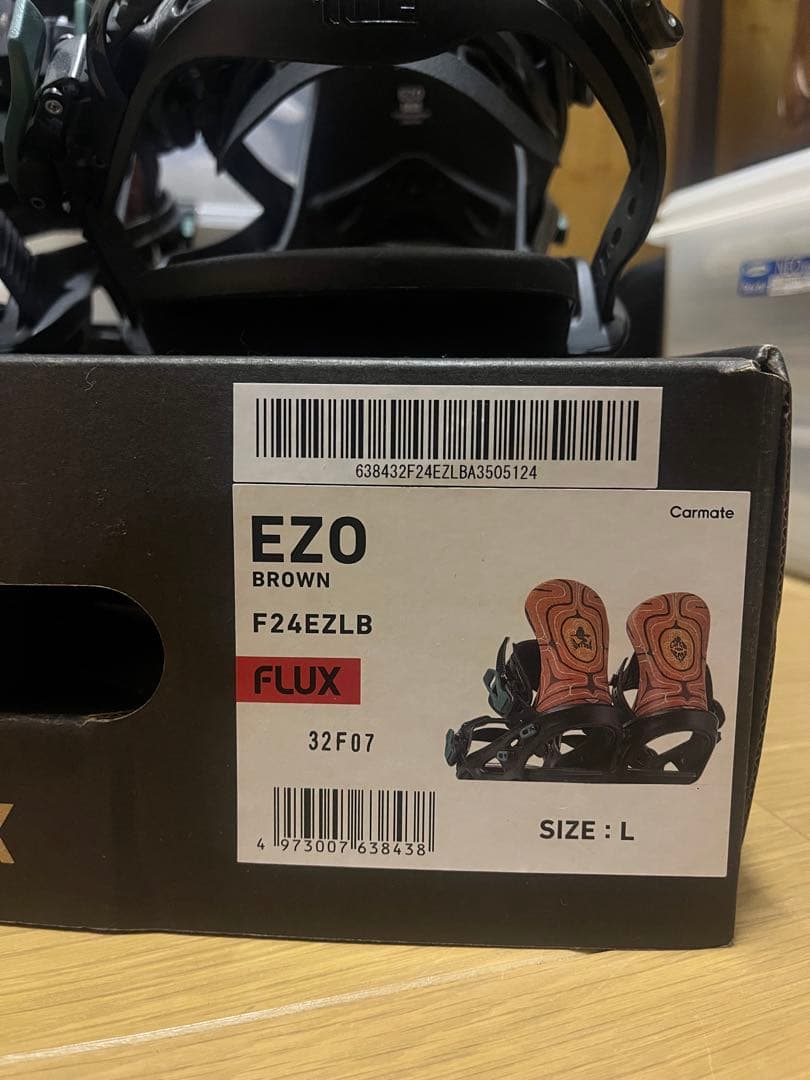 638432F24EZLBA3505124
Carmate
EZO
BROWN
F24EZLB
FLUX
32F07
SIZE : L
4 973007 638438